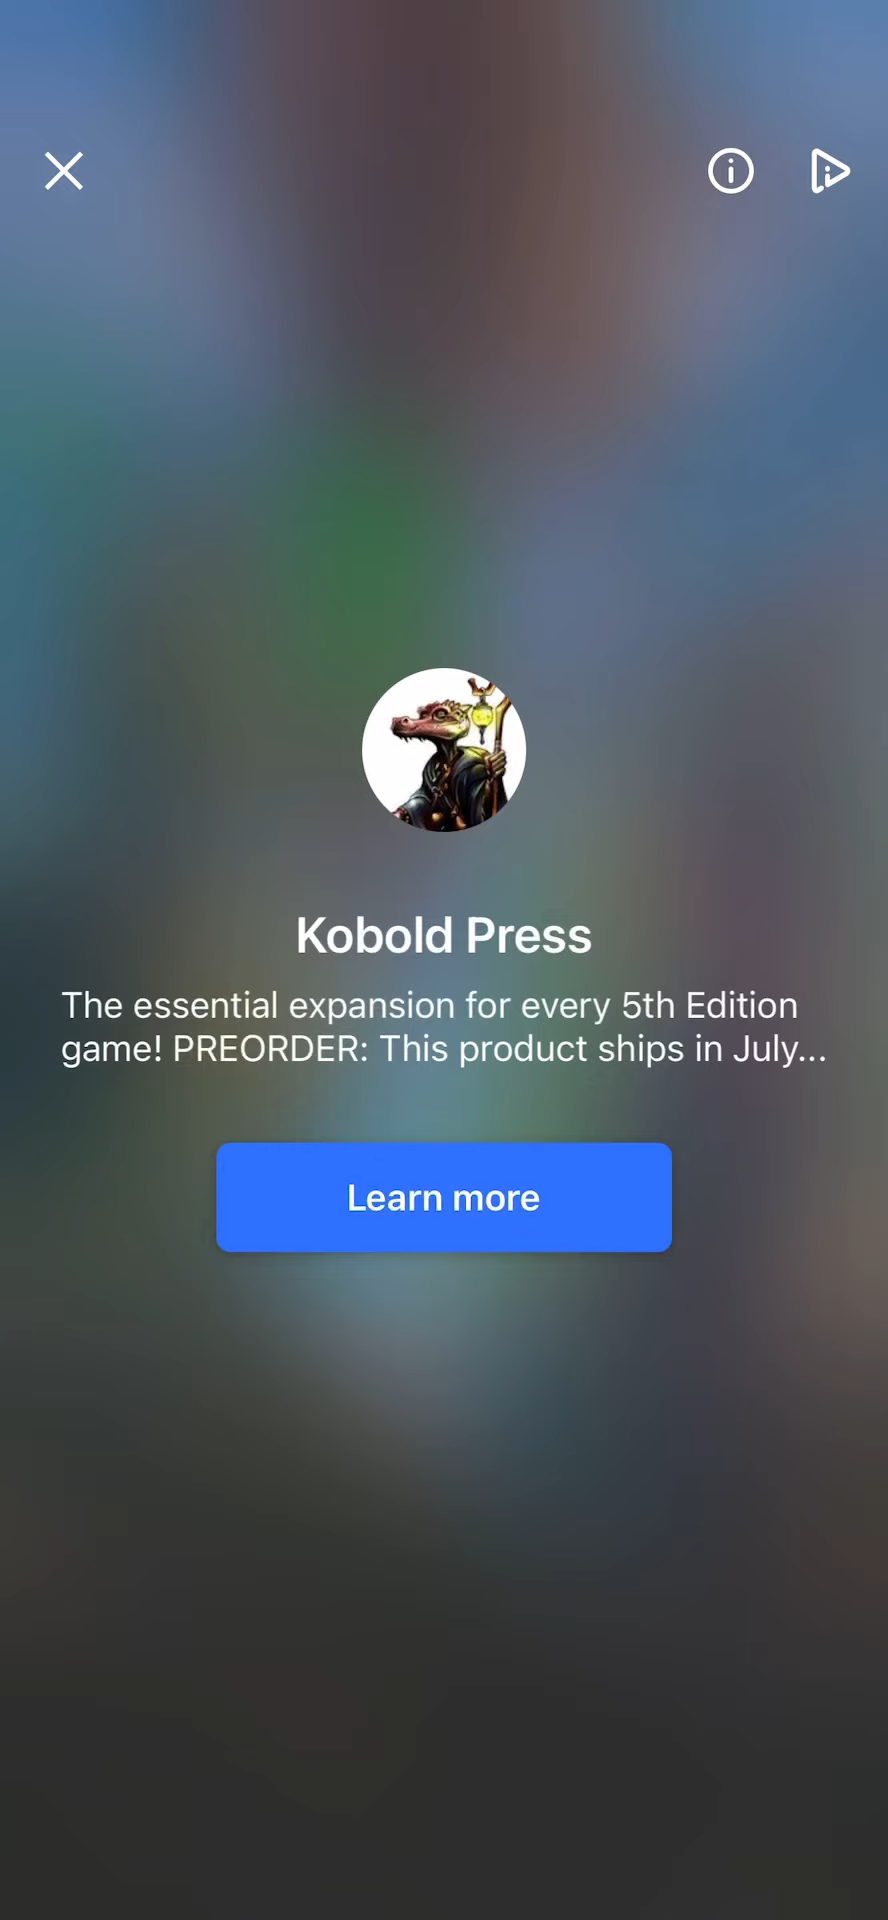 Kobold Press
The essential expansion for every 5th Edition
game! PREORDER: This product ships in July...
Learn more